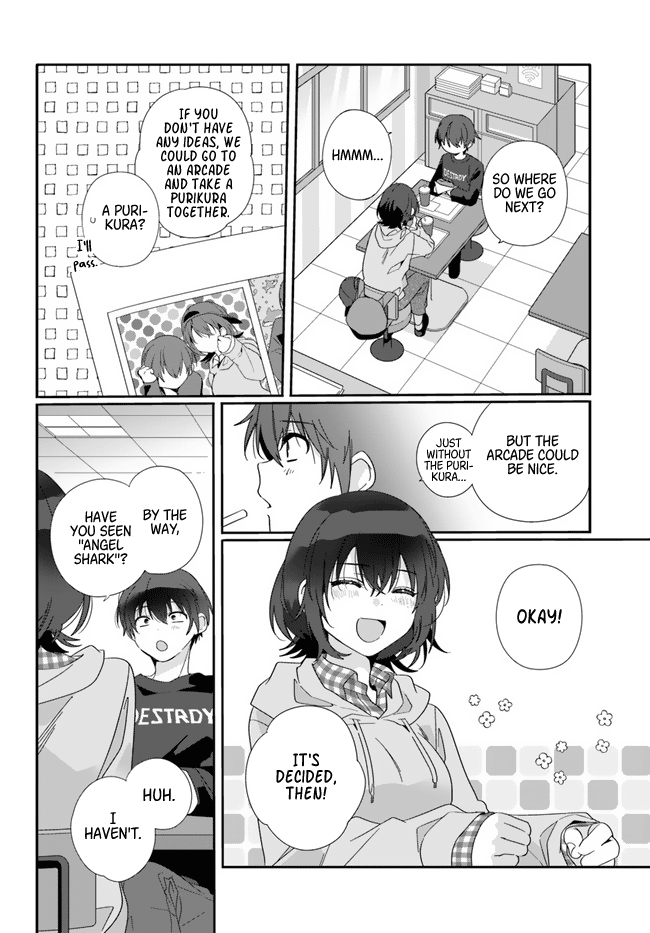 SO WHERE
DO WE GO
NEXT?
HMMM...
DESTROY
IF YOU
DON'T HAVE
ANY IDEAS, WE
COULD GO TO
AN ARCADE
AND TAKE A
PURIKURA
TOGETHER.
A PURI-
KURA?
I'll
pass.
BUT THE
ARCADE COULD
BE NICE.
JUST
WITHOUT
THE PURI-
KURA...
OKAY!
IT'S
DECIDED,
THEN!
BY THE
WAY,
HAVE
YOU SEEN
"ANGEL
SHARK"?
DESTROY
HUH.
I
HAVEN'T.